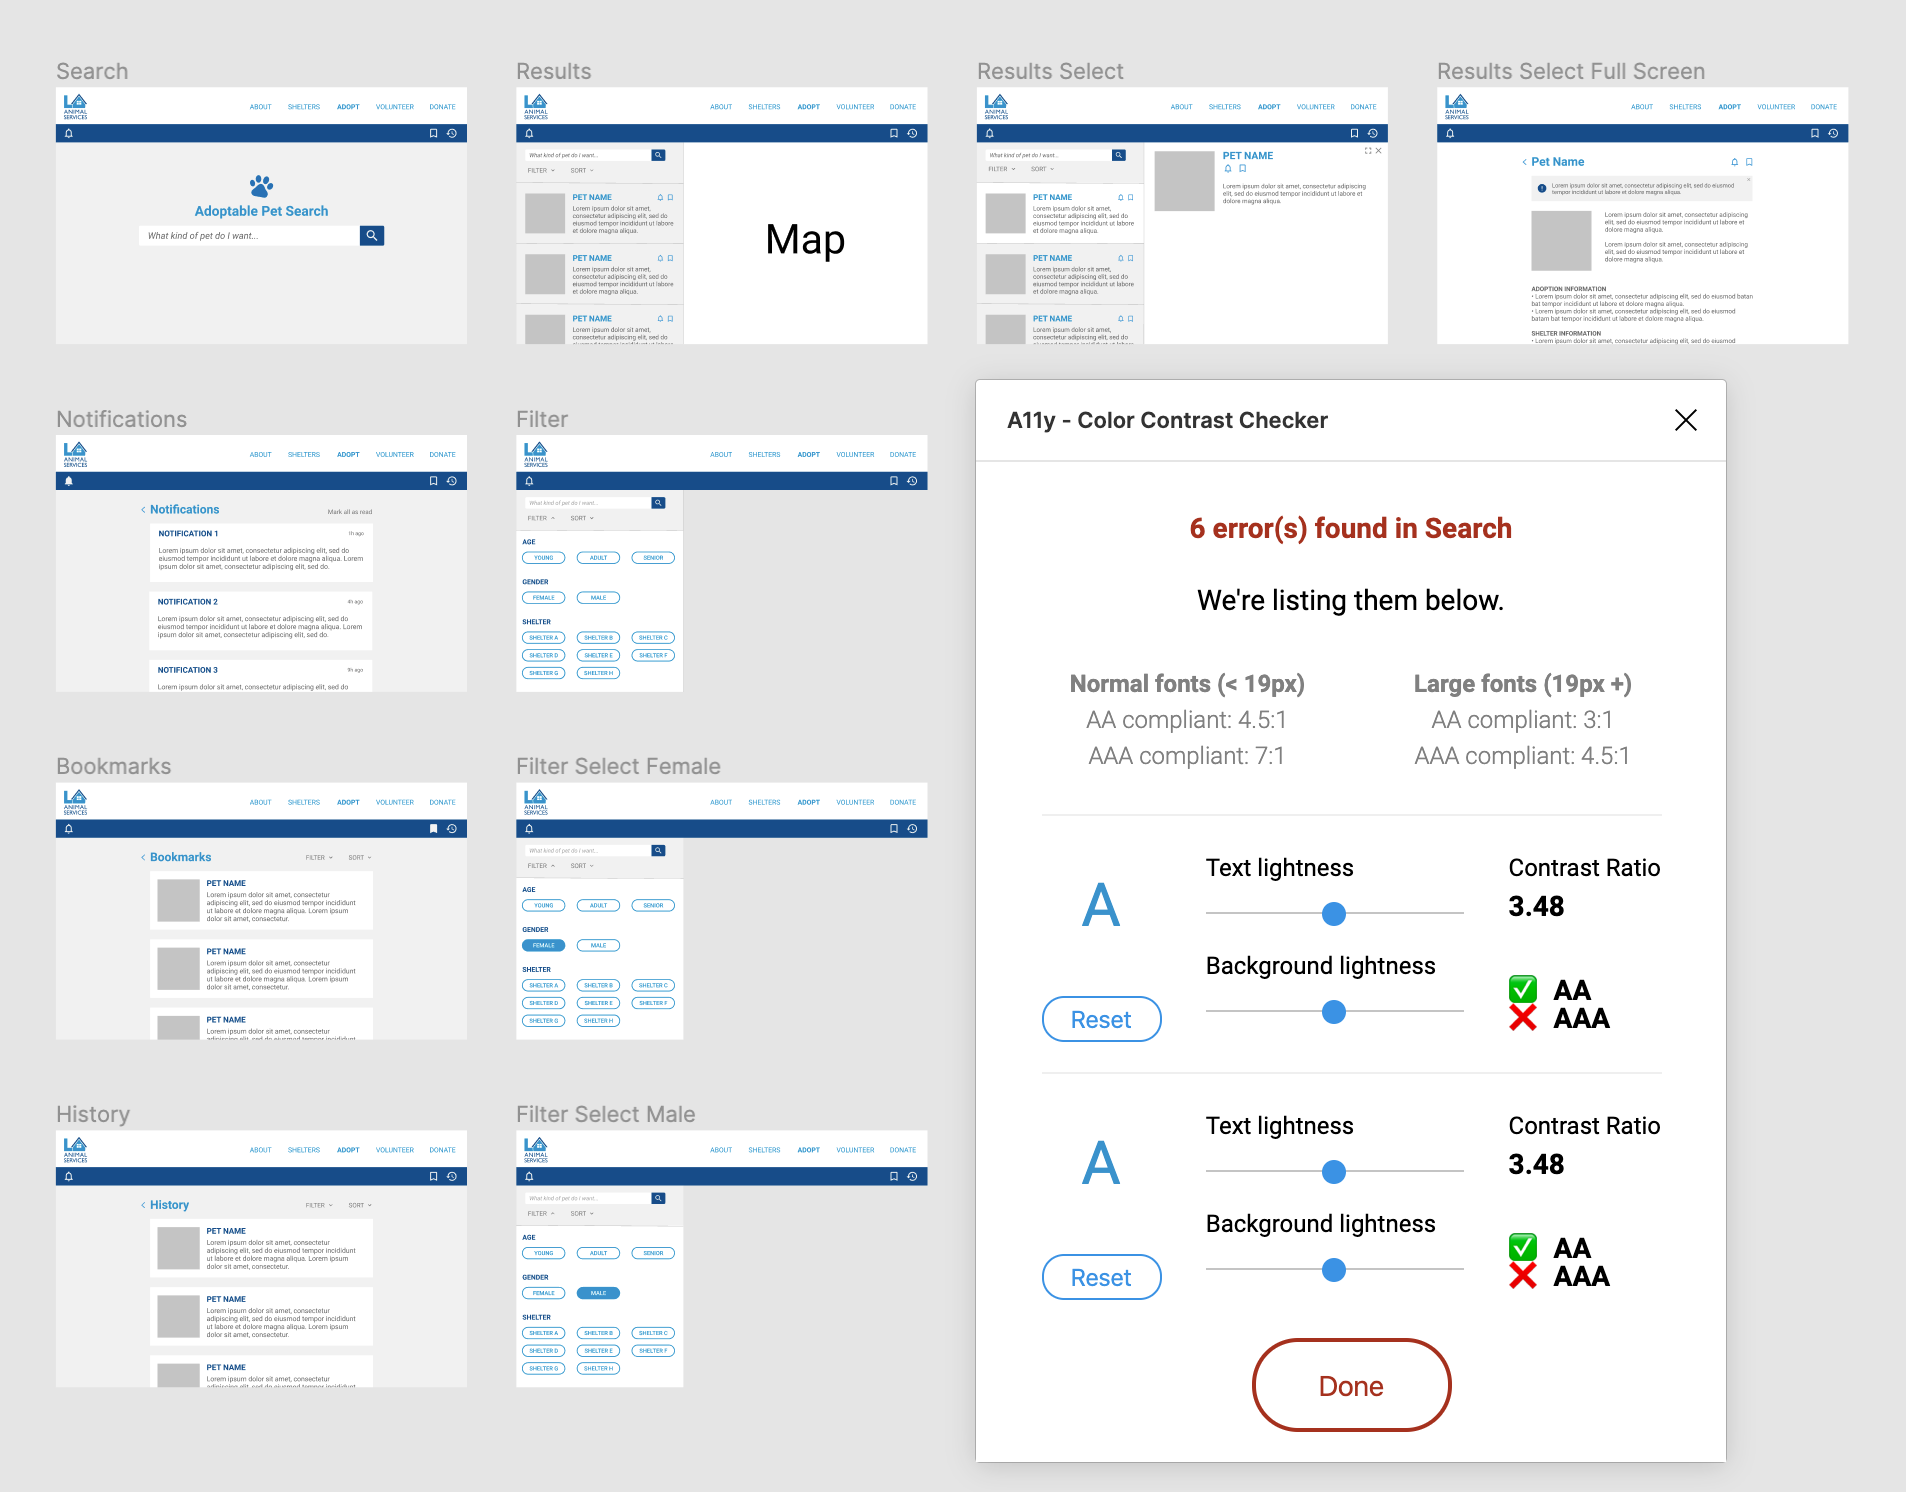 Search
LA
ANIMAL
SERVICES
ABOUT SHELTERS ADOPT VOLUNTEER DONATE
Adoptable Pet Search
What kind of pet do I want...
Results
LA
ANIMAL
SERVICES
ABOUT SHELTERS ADOPT VOLUNTEER DONATE
What kind of pet do I want...
FILTER SORT
PET NAME
Lorem ipsum dolor sit amet,
consectetur adipiscing elit, sed do
eiusmod tempor incididunt ut labore
et dolore magna aliqua.
PET NAME
Lorem ipsum dolor sit amet,
consectetur adipiscing elit, sed do
eiusmod tempor incididunt ut labore
et dolore magna aliqua.
PET NAME
Lorem ipsum dolor sit amet,
consectetur adipiscing elit, sed do
eiusmod tempor incididunt ut labore
Map
Results Select
LA
ANIMAL
SERVICES
ABOUT SHELTERS ADOPT VOLUNTEER DONATE
What kind of pet do I want...
FILTER SORT
PET NAME
Lorem ipsum dolor sit amet,
consectetur adipiscing elit, sed do
eiusmod tempor incididunt ut labore
et dolore magna aliqua.
PET NAME
Lorem ipsum dolor sit amet,
consectetur adipiscing elit, sed do
eiusmod tempor incididunt ut labore
et dolore magna aliqua.
PET NAME
Lorem ipsum dolor sit amet,
consectetur adipiscing elit, sed do
eiusmod tempor incididunt ut labore
PET NAME
Lorem ipsum dolor sit amet, consectetur adipiscing
elit, sed do eiusmod tempor incididunt ut labore et
dolore magna aliqua.
Results Select Full Screen
LA
ANIMAL
SERVICES
ABOUT SHELTERS ADOPT VOLUNTEER DONATE
Pet Name
Lorem ipsum dolor sit amet, consectetur adipiscing elit, sed do eiusmod
tempor incididunt ut labore et dolore magna aliqua.
Lorem ipsum dolor sit amet, consectetur adipiscing
elit, sed do eiusmod tempor incididunt ut labore et
dolore magna aliqua.
Lorem ipsum dolor sit amet, consectetur adipiscing
elit, sed do eiusmod tempor incididunt ut labore et
dolore magna aliqua.
ADOPTION INFORMATION
• Lorem ipsum dolor sit amet, consectetur adipiscing elit, sed do eiusmod batan
bat tempor incididunt ut labore et dolore magna aliqua.
• Lorem ipsum dolor sit amet, consectetur adipiscing elit, sed do eiusmod
batam bat tempor incididunt ut labore et dolore magna aliqua.
SHELTER INFORMATION
• Lorem ipsum dolor sit amet, consectetur adipiscing elit, sed do eiusmod
Notifications
LA
ANIMAL
SERVICES
ABOUT SHELTERS ADOPT VOLUNTEER DONATE
Notifications Mark all as read
NOTIFICATION 1 1h ago
Lorem ipsum dolor sit amet, consectetur adipiscing elit, sed do
eiusmod tempor incididunt ut labore et dolore magna aliqua. Lorem
ipsum dolor sit amet, consectetur adipiscing elit, sed do.
NOTIFICATION 2 4h ago
Lorem ipsum dolor sit amet, consectetur adipiscing elit, sed do
eiusmod tempor incididunt ut labore et dolore magna aliqua. Lorem
ipsum dolor sit amet, consectetur adipiscing elit, sed do.
NOTIFICATION 3 9h ago
Lorem ipsum dolor sit amet, consectetur adipiscing elit, sed do
Filter
LA
ANIMAL
SERVICES
ABOUT SHELTERS ADOPT VOLUNTEER DONATE
What kind of pet do I want...
FILTER SORT
AGE
YOUNG ADULT SENIOR
GENDER
FEMALE MALE
SHELTER
SHELTER A SHELTER B SHELTER C
SHELTER D SHELTER E SHELTER F
SHELTER G SHELTER H
Bookmarks
LA
ANIMAL
SERVICES
ABOUT SHELTERS ADOPT VOLUNTEER DONATE
Bookmarks FILTER SORT
PET NAME
Lorem ipsum dolor sit amet, consectetur
adipiscing elit, sed do eiusmod tempor incididunt
ut labore et dolore magna aliqua. Lorem ipsum
dolor sit amet, consectetur.
PET NAME
Lorem ipsum dolor sit amet, consectetur
adipiscing elit, sed do eiusmod tempor incididunt
ut labore et dolore magna aliqua. Lorem ipsum
dolor sit amet, consectetur.
PET NAME
Lorem ipsum dolor sit amet, consectetur
adipiscing elit, sed do eiusmod tempor incididunt
Filter Select Female
LA
ANIMAL
SERVICES
ABOUT SHELTERS ADOPT VOLUNTEER DONATE
What kind of pet do I want...
FILTER SORT
AGE
YOUNG ADULT SENIOR
GENDER
FEMALE MALE
SHELTER
SHELTER A SHELTER B SHELTER C
SHELTER D SHELTER E SHELTER F
SHELTER G SHELTER H
History
LA
ANIMAL
SERVICES
ABOUT SHELTERS ADOPT VOLUNTEER DONATE
History FILTER SORT
PET NAME
Lorem ipsum dolor sit amet, consectetur
adipiscing elit, sed do eiusmod tempor incididunt
ut labore et dolore magna aliqua. Lorem ipsum
dolor sit amet, consectetur.
PET NAME
Lorem ipsum dolor sit amet, consectetur
adipiscing elit, sed do eiusmod tempor incididunt
ut labore et dolore magna aliqua. Lorem ipsum
dolor sit amet, consectetur.
PET NAME
Lorem ipsum dolor sit amet, consectetur
adipiscing elit, sed do eiusmod tempor incididunt
Filter Select Male
LA
ANIMAL
SERVICES
ABOUT SHELTERS ADOPT VOLUNTEER DONATE
What kind of pet do I want...
FILTER SORT
AGE
YOUNG ADULT SENIOR
GENDER
FEMALE MALE
SHELTER
SHELTER A SHELTER B SHELTER C
SHELTER D SHELTER E SHELTER F
SHELTER G SHELTER H
A11y - Color Contrast Checker
6 error(s) found in Search
We're listing them below.
Normal fonts (< 19px)
AA compliant: 4.5:1
AAA compliant: 7:1
Large fonts (19px +)
AA compliant: 3:1
AAA compliant: 4.5:1
A
Reset
Text lightness
Background lightness
Contrast Ratio
3.48
AA
AAA
A
Reset
Text lightness
Background lightness
Contrast Ratio
3.48
AA
AAA
Done